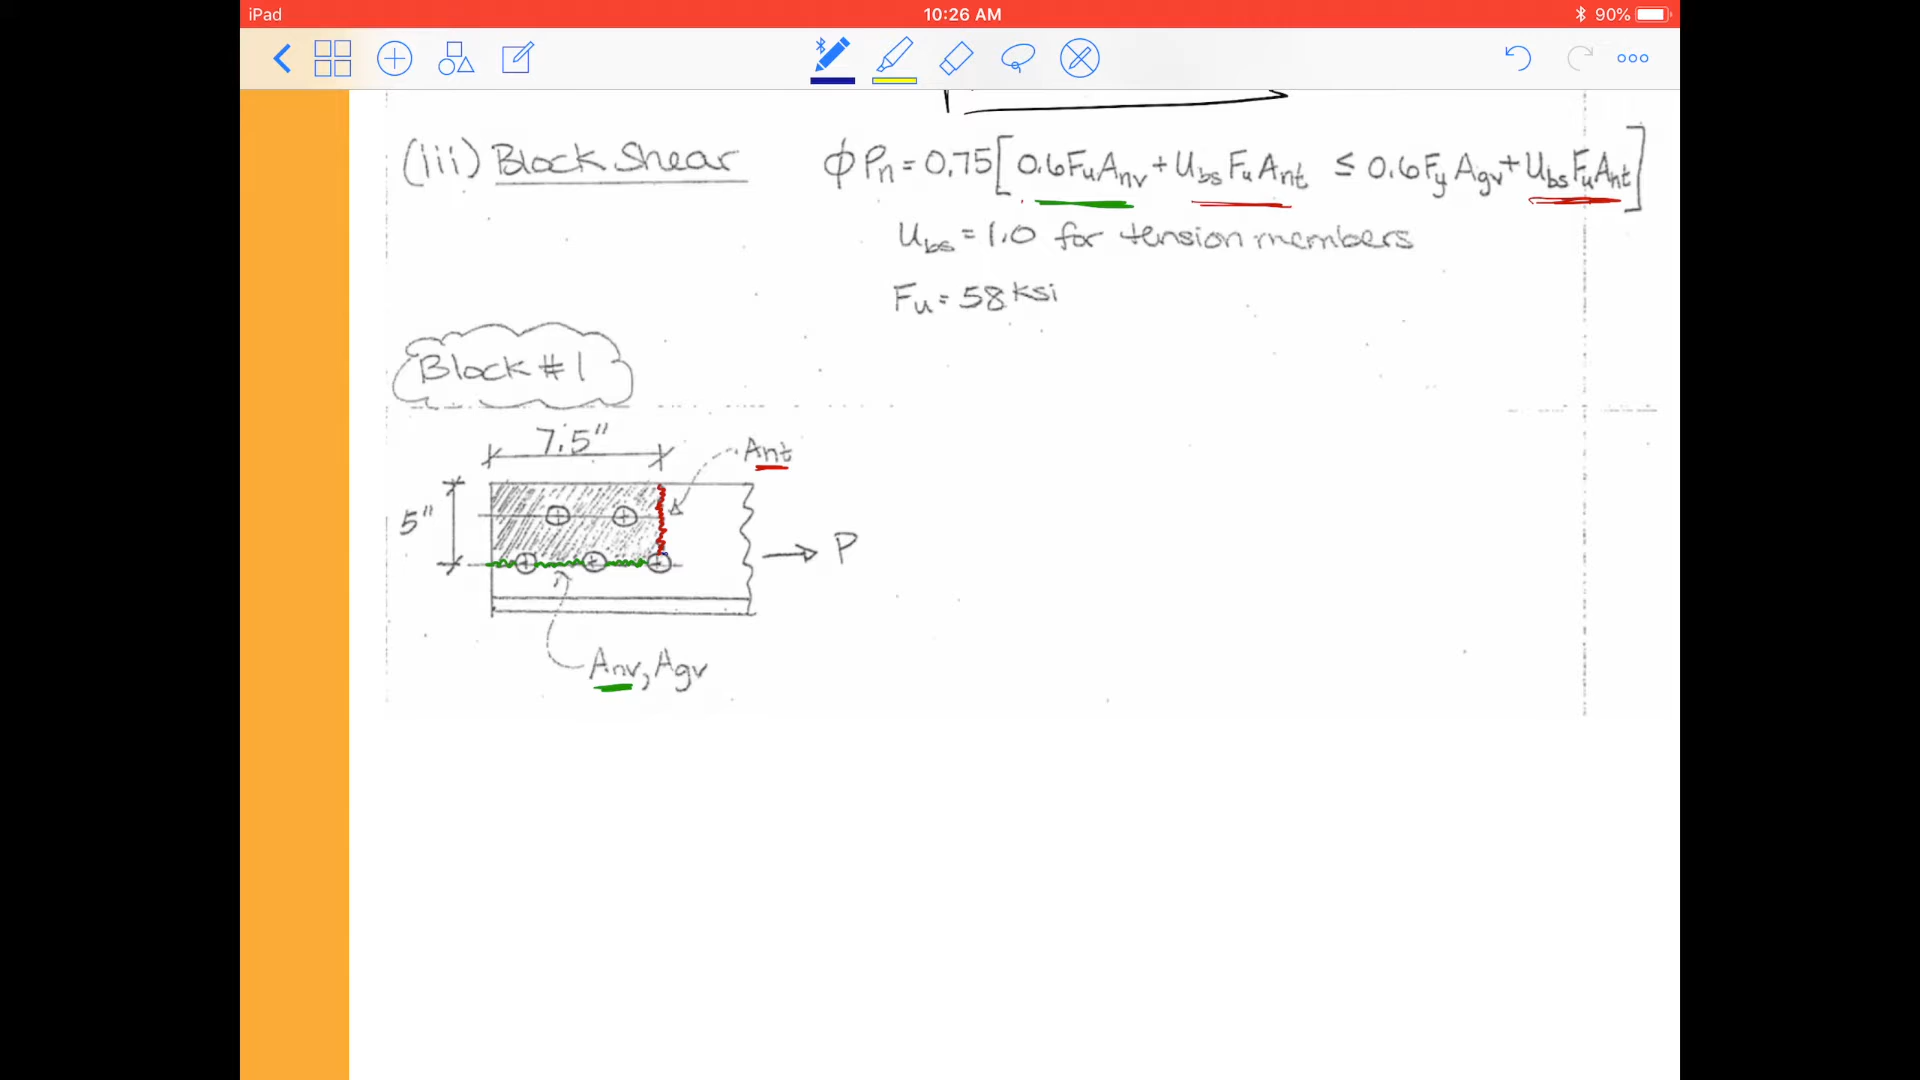 iPad 10:26 AM 90%
(iii) Block Shear ϕPn = 0.75[0.6FuAnv + UbsFuAnt ≤ 0.6FyAgv + UbsFuAnt]
Ubs = 1.0 for tension members
Fu = 58 ksi
Block #1
7.5"
Ant
5"
P
Anv, Agv